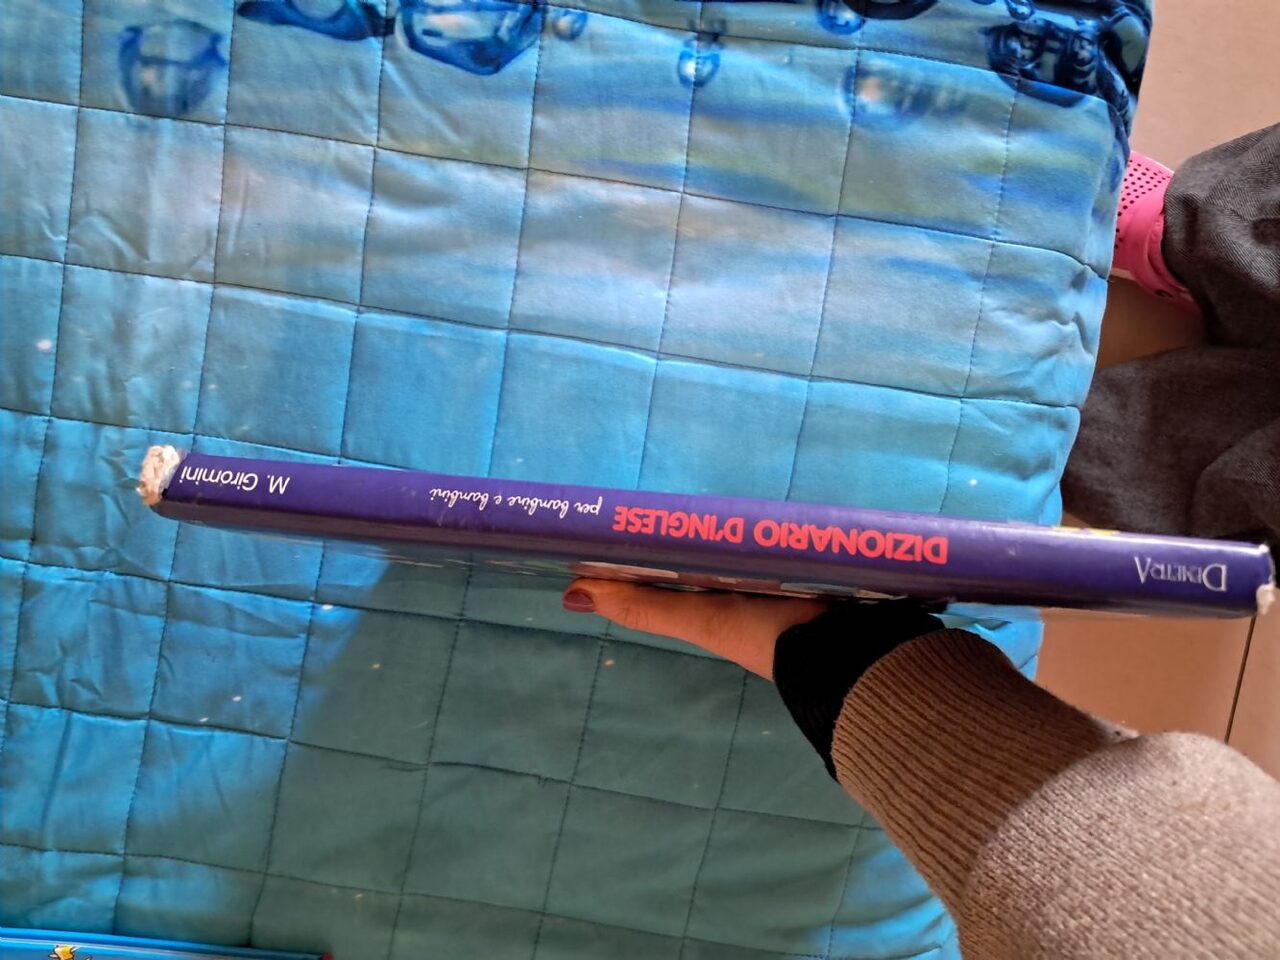 M. Giromini
per bambine e bambini
DIZIONARIO D'INGLESE
DEMETRA